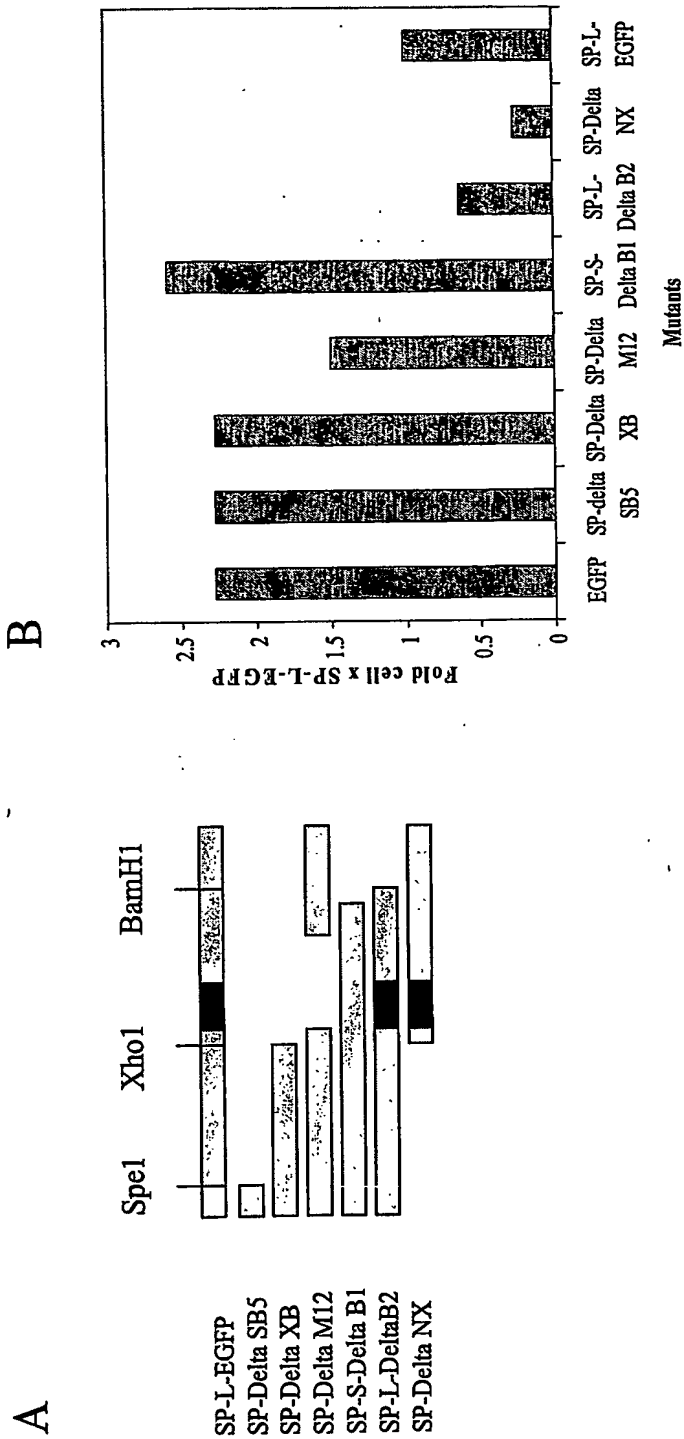 A
Spe1 Xho1 BamH1
SP-L-EGFP
SP-Delta SB5
SP-Delta XB
SP-Delta M12
SP-S-Delta B1
SP-L-DeltaB2
SP-Delta NX
B
Fold cell x SP-L-EGFP
3
2.5
2
1.5
1
0.5
0
EGFP SP-delta SP-Delta SP-Delta SP-S- SP-L- SP-Delta SP-L-
SB5 XB M12 Delta B1 Delta B2 NX EGFP
Mutants